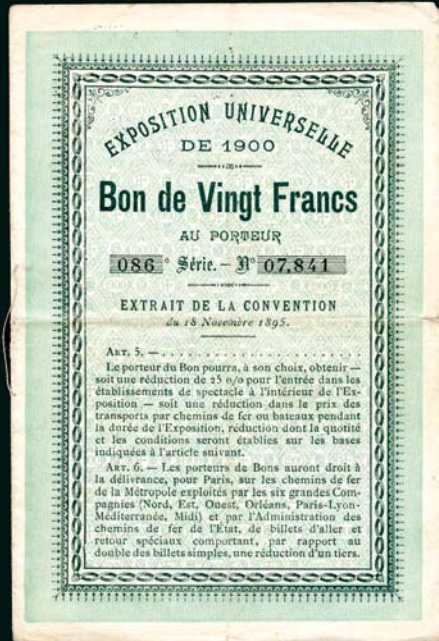 EXPOSITION UNIVERSELLE
DE 1900
Bon de Vingt Francs
AU PORTEUR
086e Série. – No 07.841
EXTRAIT DE LA CONVENTION
du 18 Novembre 1895.
ART. 5. — . . . . . . . . . . . . . . . . . . . .
Le porteur du Bon pourra, à son choix, obtenir —
soit une réduction de 25 o/o pour l'entrée dans les
établissements de spectacle à l'intérieur de l'Ex-
position — soit une réduction dans le prix des
transports par chemins de fer ou bateaux pendant
la durée de l'Exposition, réduction dont la quotité
et les conditions seront établies sur les bases
indiquées à l'article suivant.
ART. 6. — Les porteurs de Bons auront droit à
la délivrance, pour Paris, sur les chemins de fer
de la Métropole exploités par les six grandes Com-
pagnies (Nord, Est, Ouest, Orléans, Paris-Lyon-
Méditerranée, Midi) et par l'Administration des
chemins de fer de l'État, de billets d'aller et
retour spéciaux comportant, par rapport au
double des billets simples, une réduction d'un tiers.